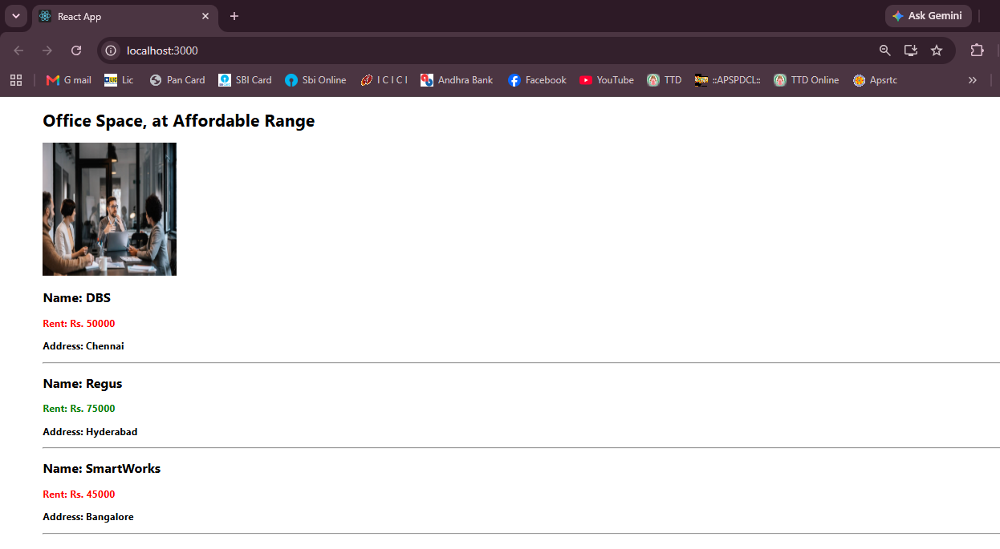 React App
Ask Gemini
localhost:3000
G mail Lic Pan Card SBI Card Sbi Online I C I C I Andhra Bank Facebook YouTube TTD ::APSPDCL:: TTD Online Apsrtc
Office Space, at Affordable Range
Name: DBS
Rent: Rs. 50000
Address: Chennai
Name: Regus
Rent: Rs. 75000
Address: Hyderabad
Name: SmartWorks
Rent: Rs. 45000
Address: Bangalore